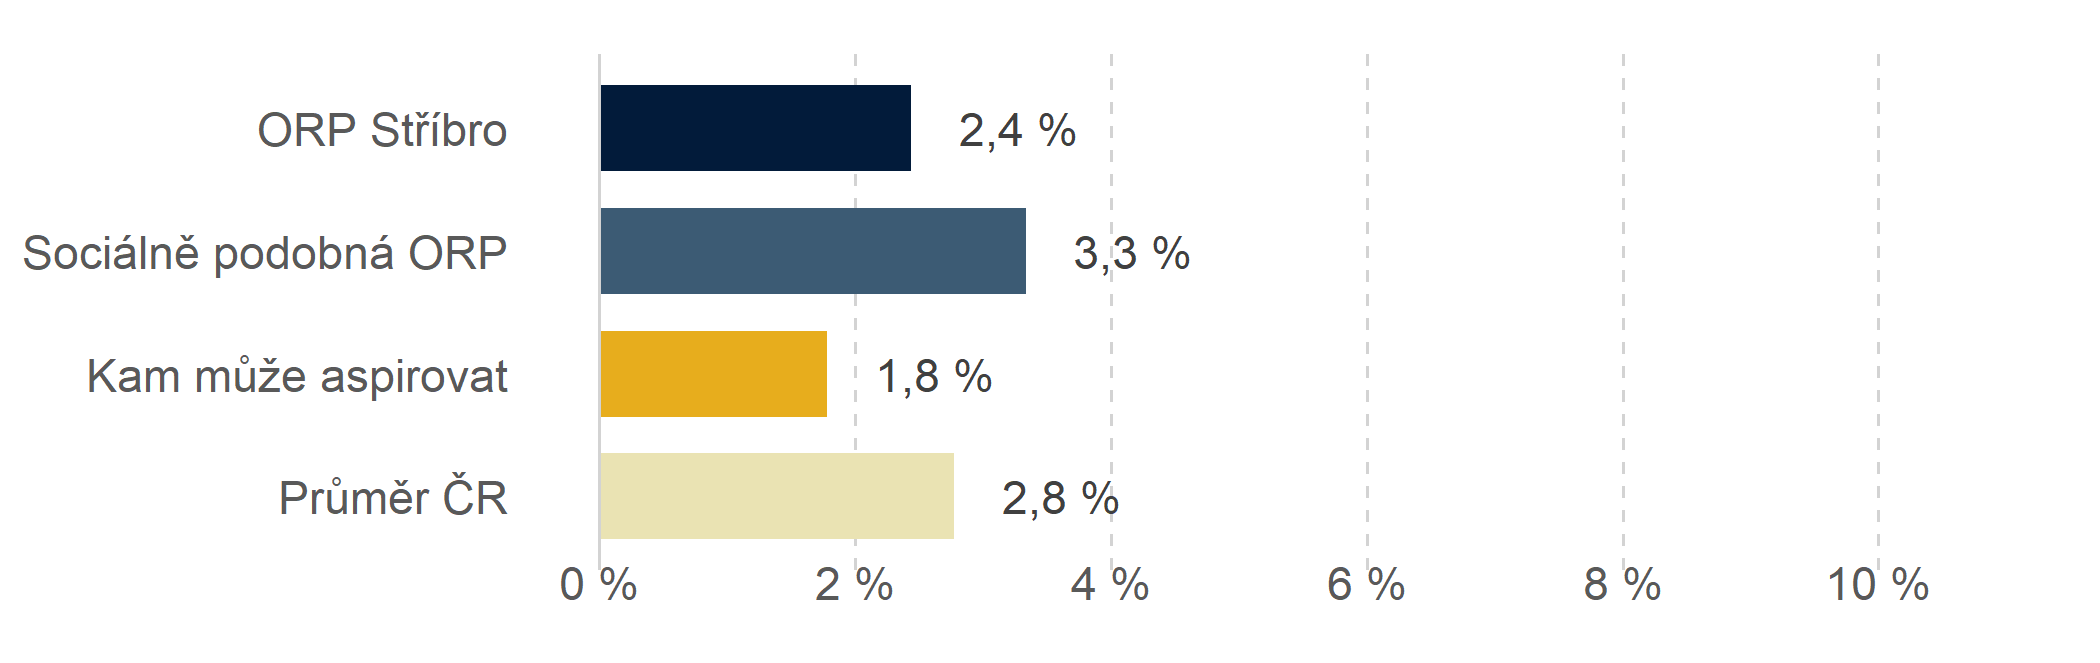 ORP Stříbro
2,4 %
Sociálně podobná ORP
3,3 %
Kam může aspirovat
1,8 %
Průměr ČR
2,8 %
0 % 2 % 4 % 6 % 8 % 10 %